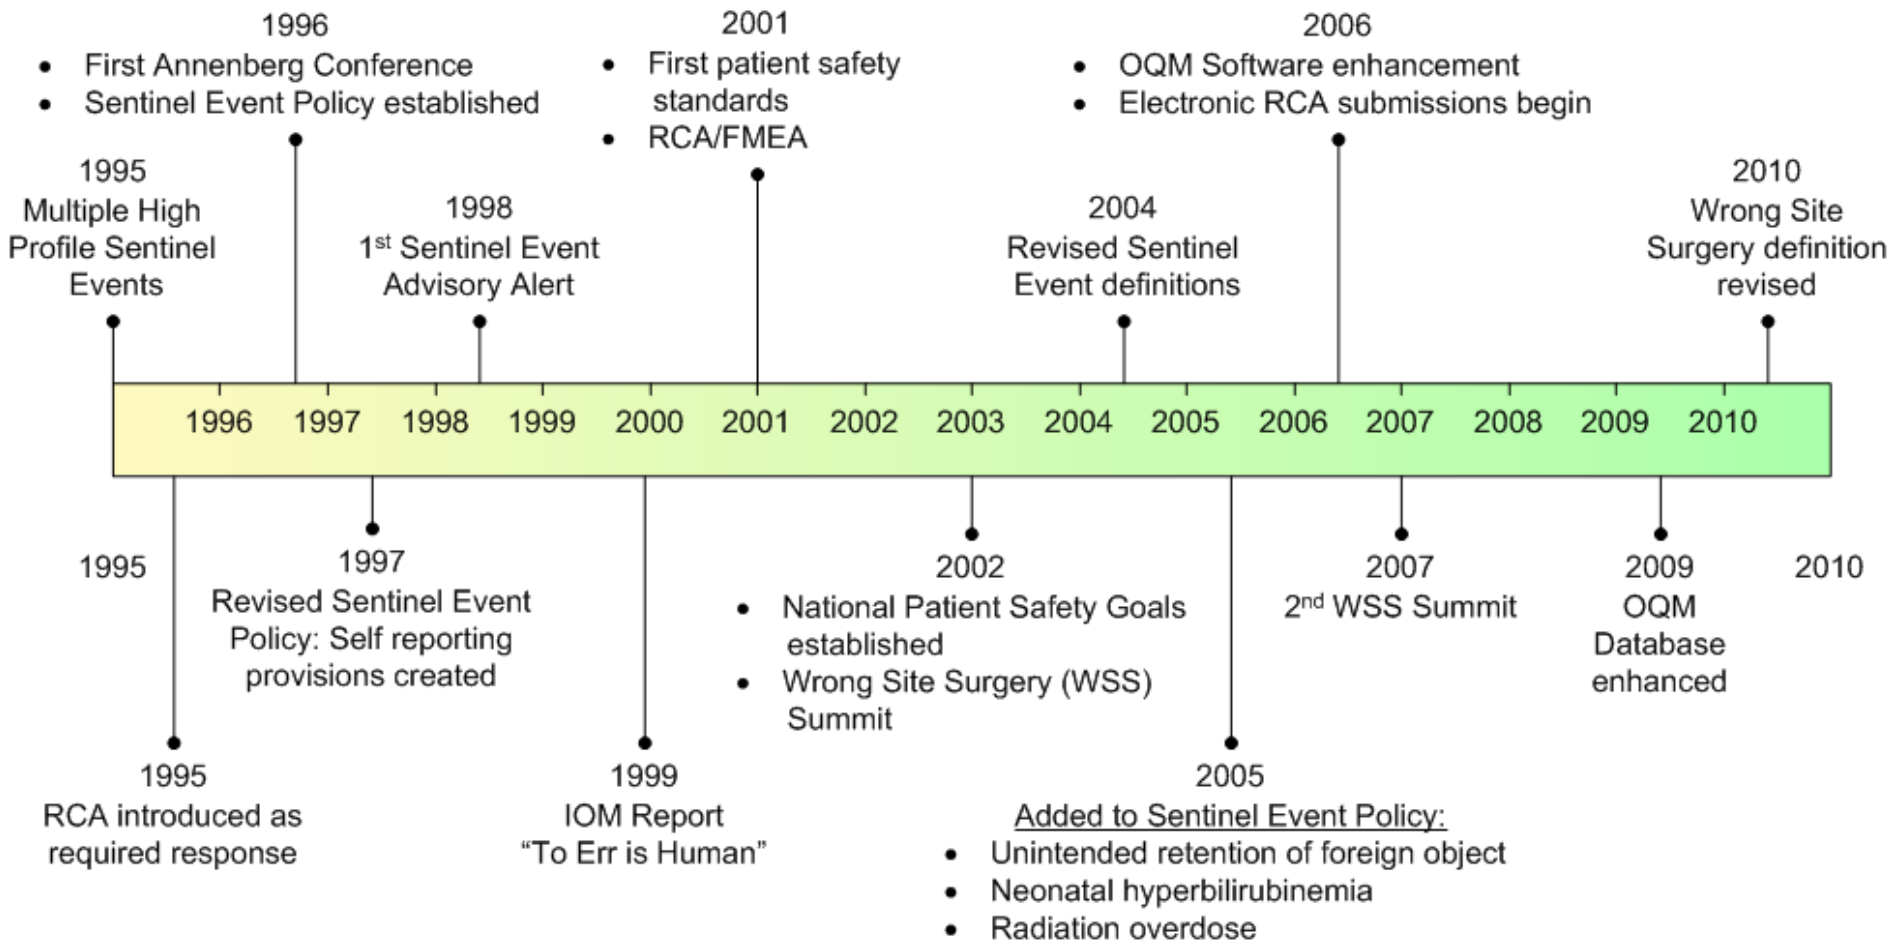 1996
• First Annenberg Conference
• Sentinel Event Policy established
2001
• First patient safety
standards
• RCA/FMEA
2006
• OQM Software enhancement
• Electronic RCA submissions begin
1995
Multiple High
Profile Sentinel
Events
1998
1st Sentinel Event
Advisory Alert
2004
Revised Sentinel
Event definitions
2010
Wrong Site
Surgery definition
revised
1996 1997 1998 1999 2000 2001 2002 2003 2004 2005 2006 2007 2008 2009 2010
1995
1997
Revised Sentinel Event
Policy: Self reporting
provisions created
2002
• National Patient Safety Goals
established
• Wrong Site Surgery (WSS)
Summit
2007
2nd WSS Summit
2009
OQM
Database
enhanced
2010
1995
RCA introduced as
required response
1999
IOM Report
“To Err is Human”
2005
Added to Sentinel Event Policy:
• Unintended retention of foreign object
• Neonatal hyperbilirubinemia
• Radiation overdose